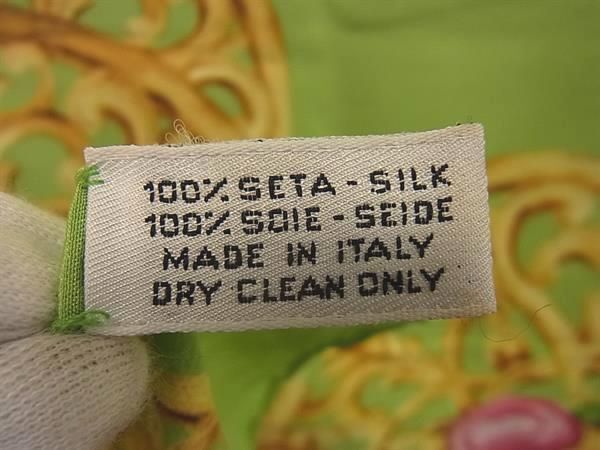 100% SETA - SILK
100% SOIE - SEIDE
MADE IN ITALY
DRY CLEAN ONLY